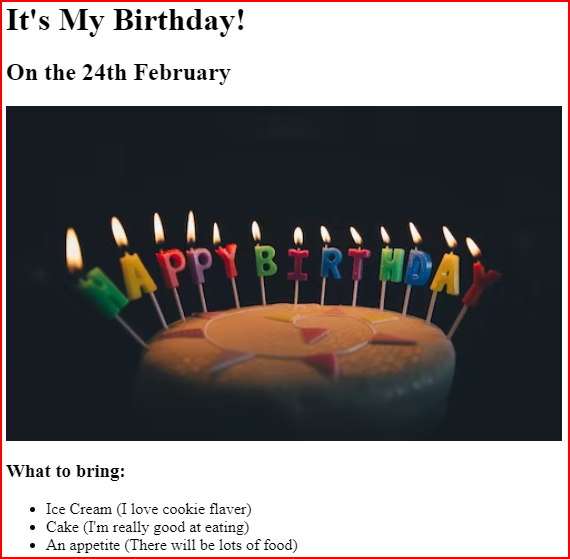 It's My Birthday!
On the 24th February
HAPPY BIRTHDAY
What to bring:
Ice Cream (I love cookie flaver)
Cake (I'm really good at eating)
An appetite (There will be lots of food)